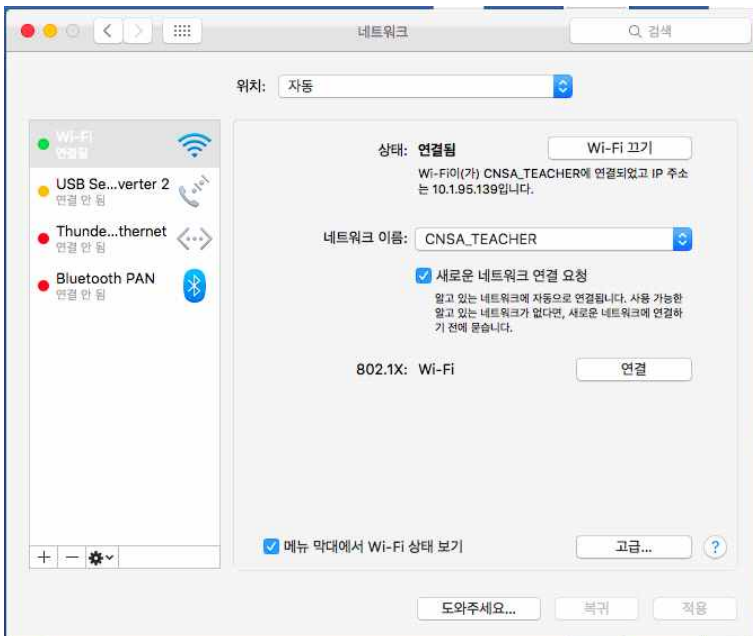 네트워크
검색
위치: 자동
Wi-Fi
연결됨
USB Se...verter 2
연결 안 됨
Thunde...thernet
연결 안 됨
Bluetooth PAN
연결 안 됨
상태: 연결됨
Wi-Fi 끄기
Wi-Fi이(가) CNSA_TEACHER에 연결되었고 IP 주소
는 10.1.95.139입니다.
네트워크 이름: CNSA_TEACHER
새로운 네트워크 연결 요청
알고 있는 네트워크에 자동으로 연결됩니다. 사용 가능한
알고 있는 네트워크가 없다면, 새로운 네트워크에 연결하
기 전에 묻습니다.
802.1X: Wi-Fi
연결
메뉴 막대에서 Wi-Fi 상태 보기
고급...
?
도와주세요...
복귀
적용